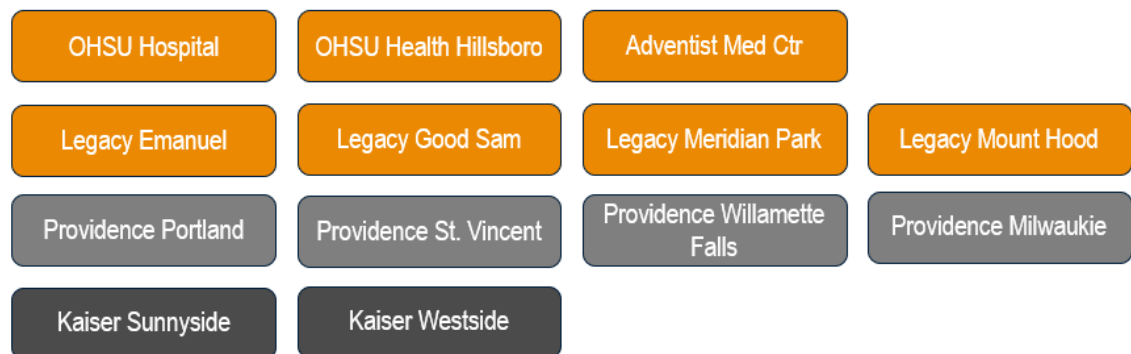 OHSU Hospital
OHSU Health Hillsboro
Adventist Med Ctr
Legacy Emanuel
Legacy Good Sam
Legacy Meridian Park
Legacy Mount Hood
Providence Portland
Providence St. Vincent
Providence Willamette
Falls
Providence Milwaukie
Kaiser Sunnyside
Kaiser Westside